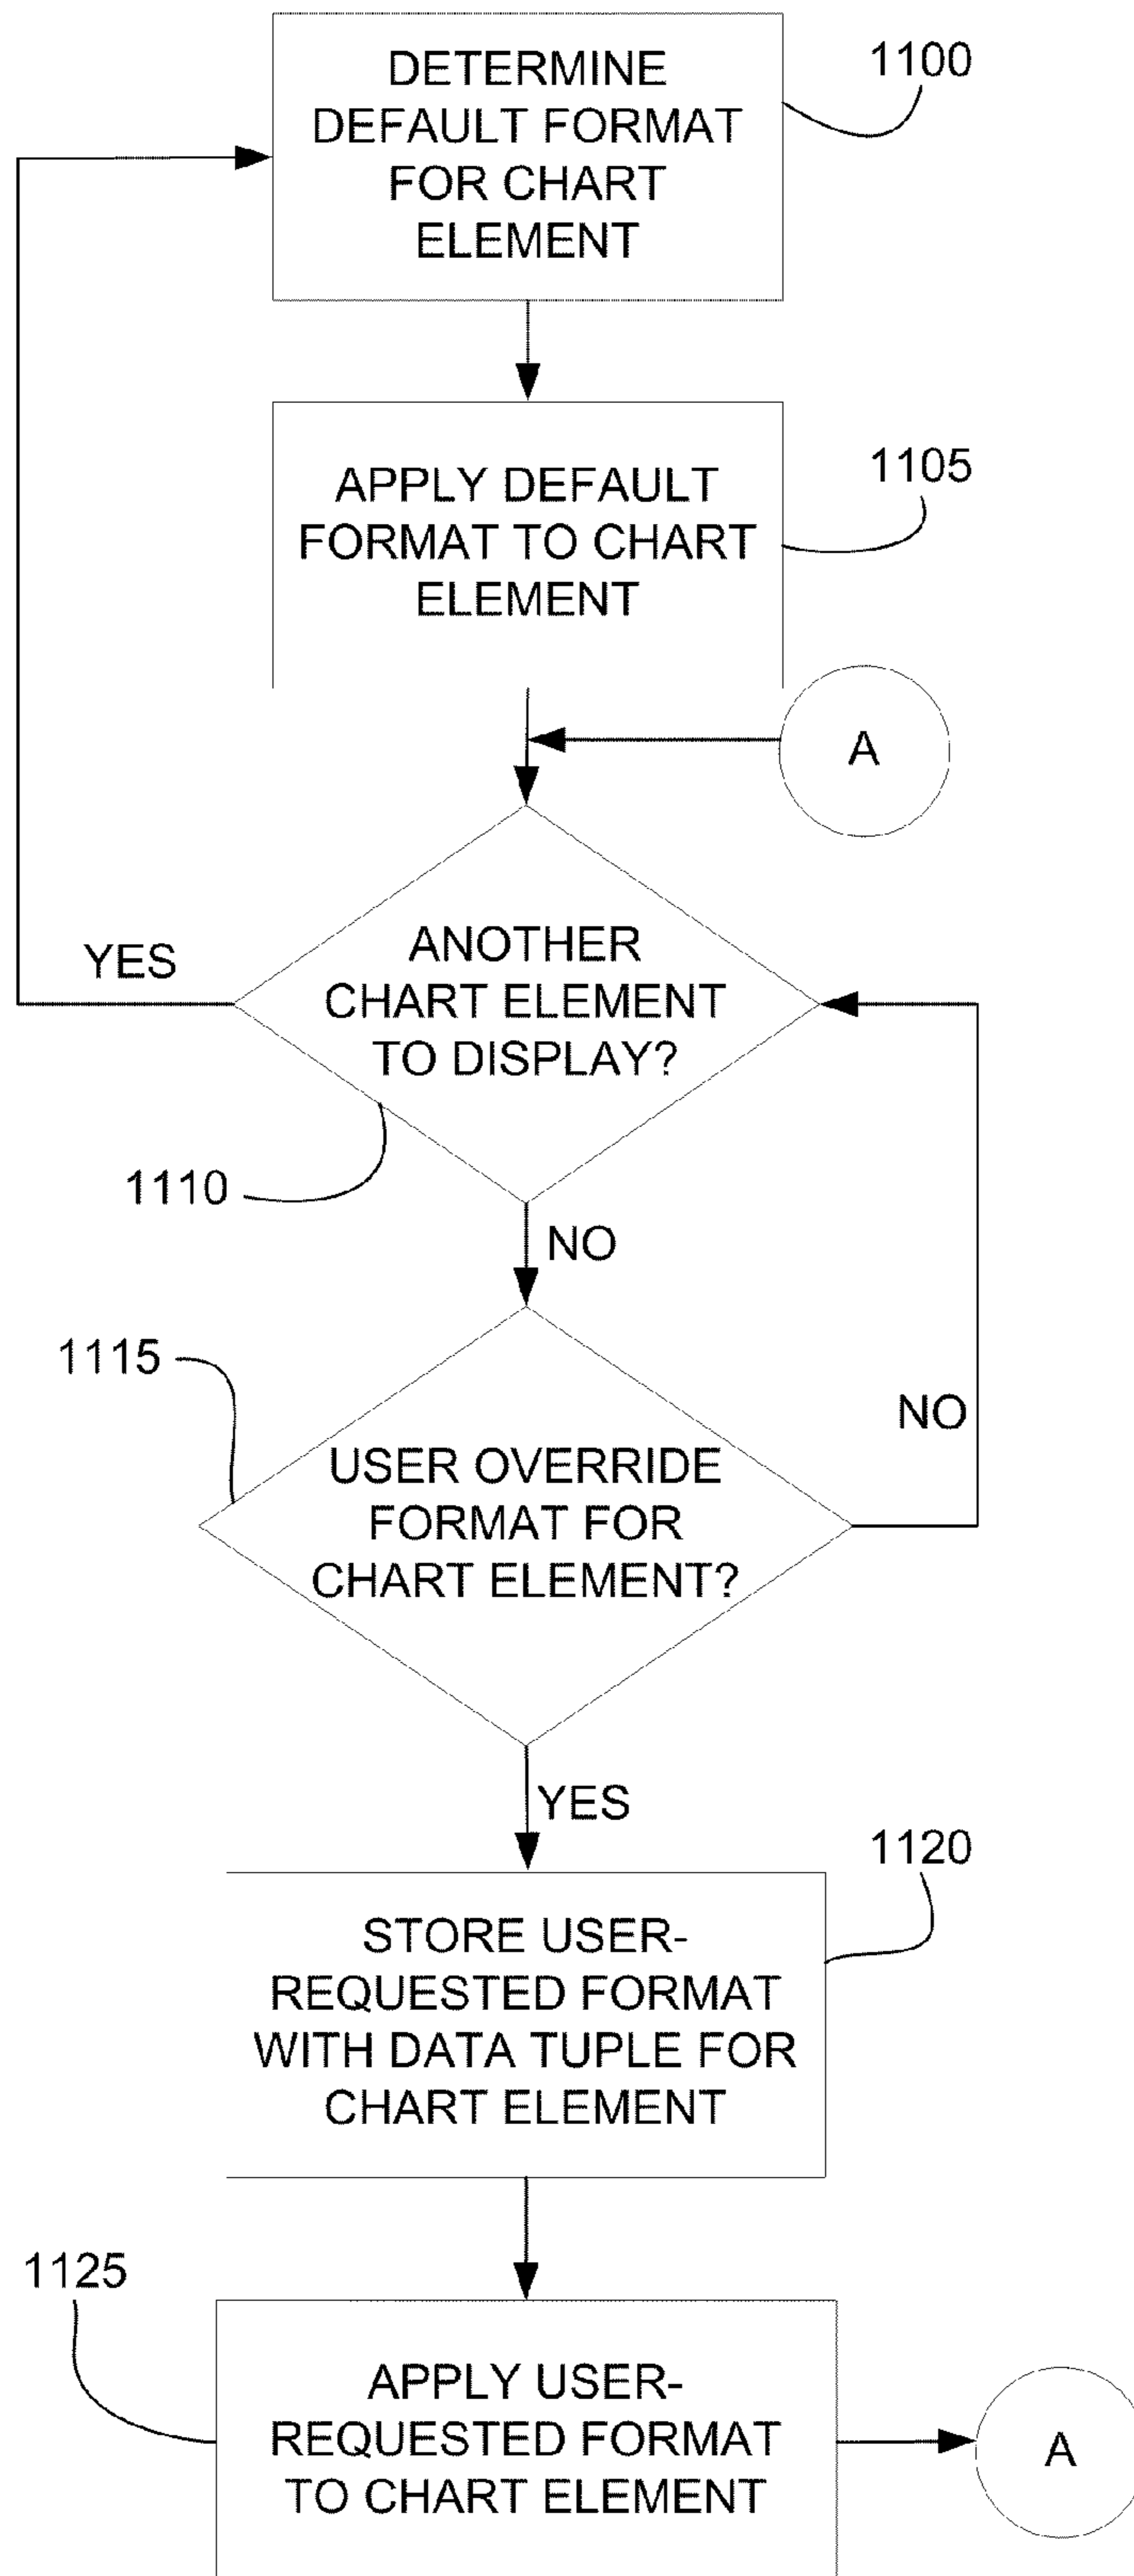 DETERMINE
DEFAULT FORMAT
FOR CHART
ELEMENT
1100
APPLY DEFAULT
FORMAT TO CHART
ELEMENT
1105
A
ANOTHER
CHART ELEMENT
TO DISPLAY?
YES
1110
NO
1115
USER OVERRIDE
FORMAT FOR
CHART ELEMENT?
NO
YES
1120
STORE USER-
REQUESTED FORMAT
WITH DATA TUPLE FOR
CHART ELEMENT
1125
APPLY USER-
REQUESTED FORMAT
TO CHART ELEMENT
A